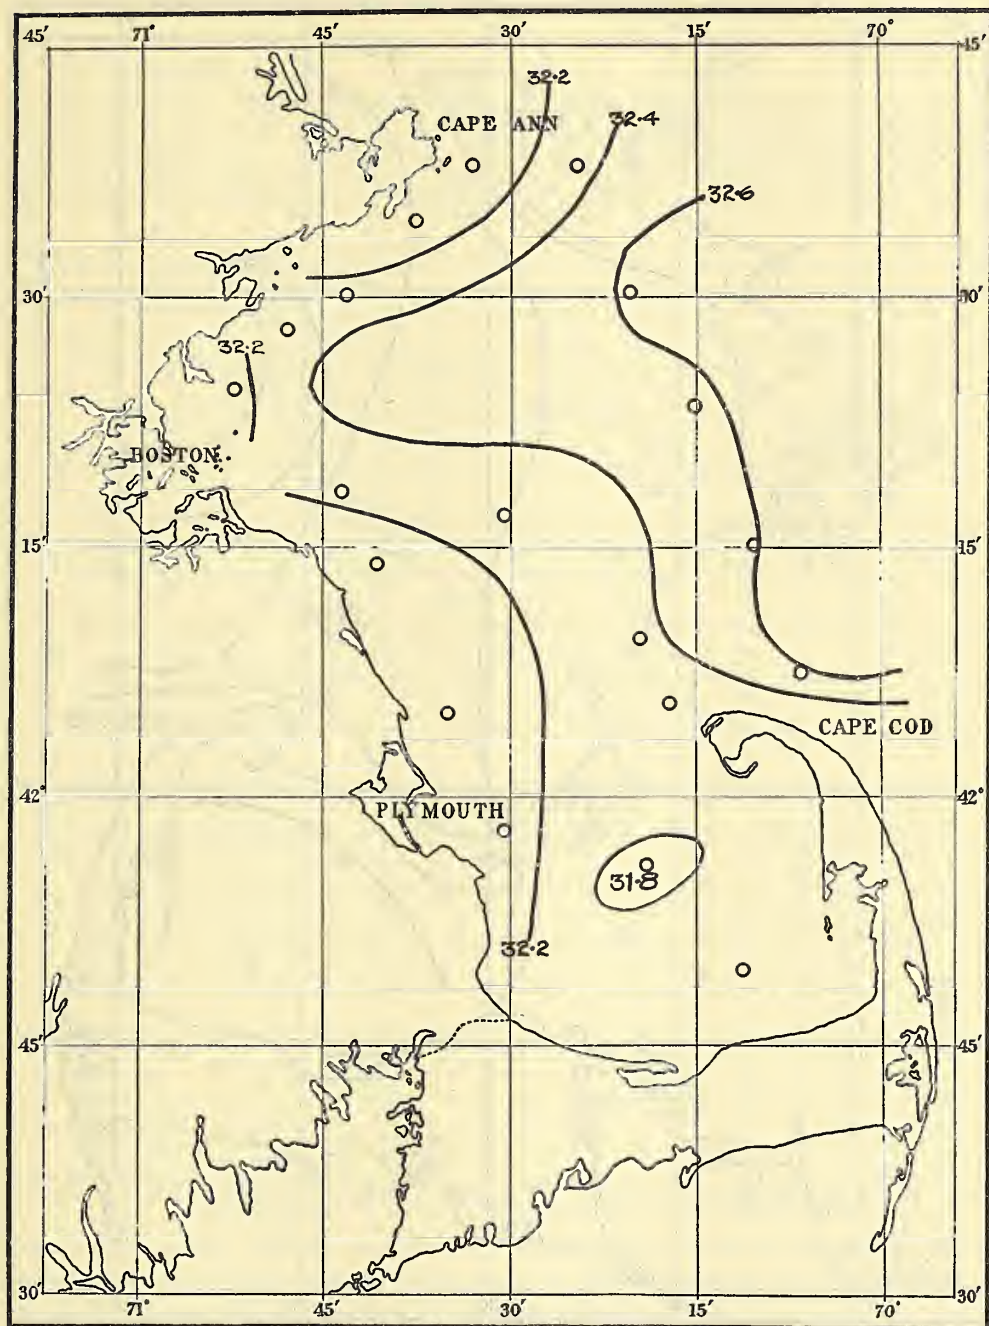 45′ 71° 45′ 30′ 15′ 70°
45′
32·2
CAPE ANN
32·4
32·6
30′ 30′
32·2
BOSTON
15′ 15′
CAPE COD
42° 42°
PLYMOUTH
31·8
32·2
45′ 45′
30′ 30′
71° 45′ 30′ 15′ 70°